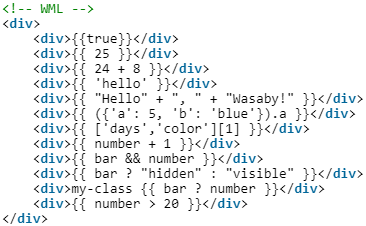 <!-- WML -->
<div>
    <div>{{true}}</div>
    <div>{{ 25 }}</div>
    <div>{{ 24 + 8 }}</div>
    <div>{{ 'hello' }}</div>
    <div>{{ "Hello" + ", " + "Wasaby!" }}</div>
    <div>{{ ({'a': 5, 'b': 'blue'}).a }}</div>
    <div>{{ ['days','color'][1] }}</div>
    <div>{{ number + 1 }}</div>
    <div>{{ bar && number }}</div>
    <div>{{ bar ? "hidden" : "visible" }}</div>
    <div>my-class {{ bar ? number }}</div>
    <div>{{ number > 20 }}</div>
</div>